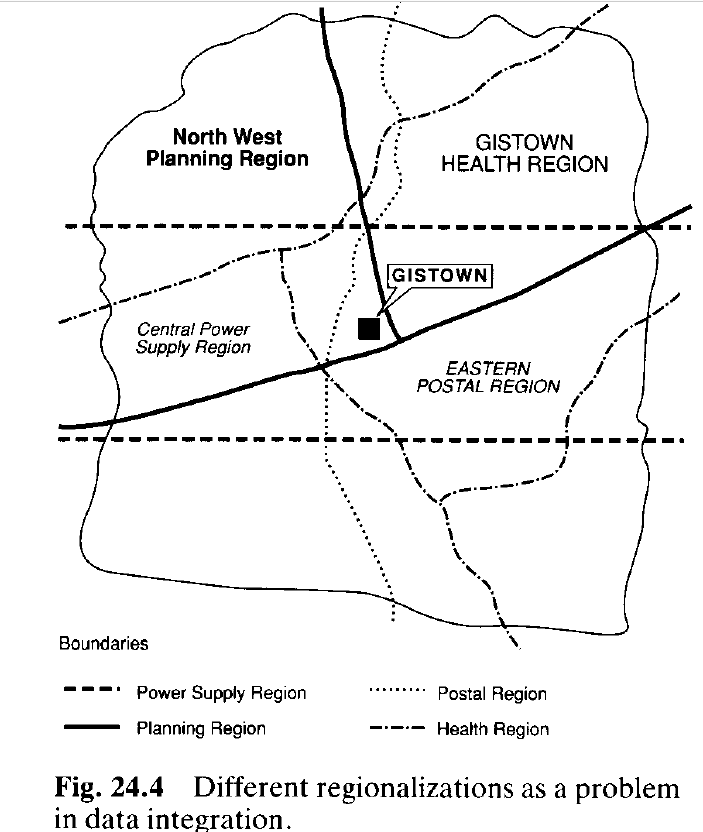 North West
Planning Region
GISTOWN
HEALTH REGION
GISTOWN
Central Power
Supply Region
EASTERN
POSTAL REGION
Boundaries
Power Supply Region
Postal Region
Planning Region
Health Region
Fig. 24.4 Different regionalizations as a problem
in data integration.